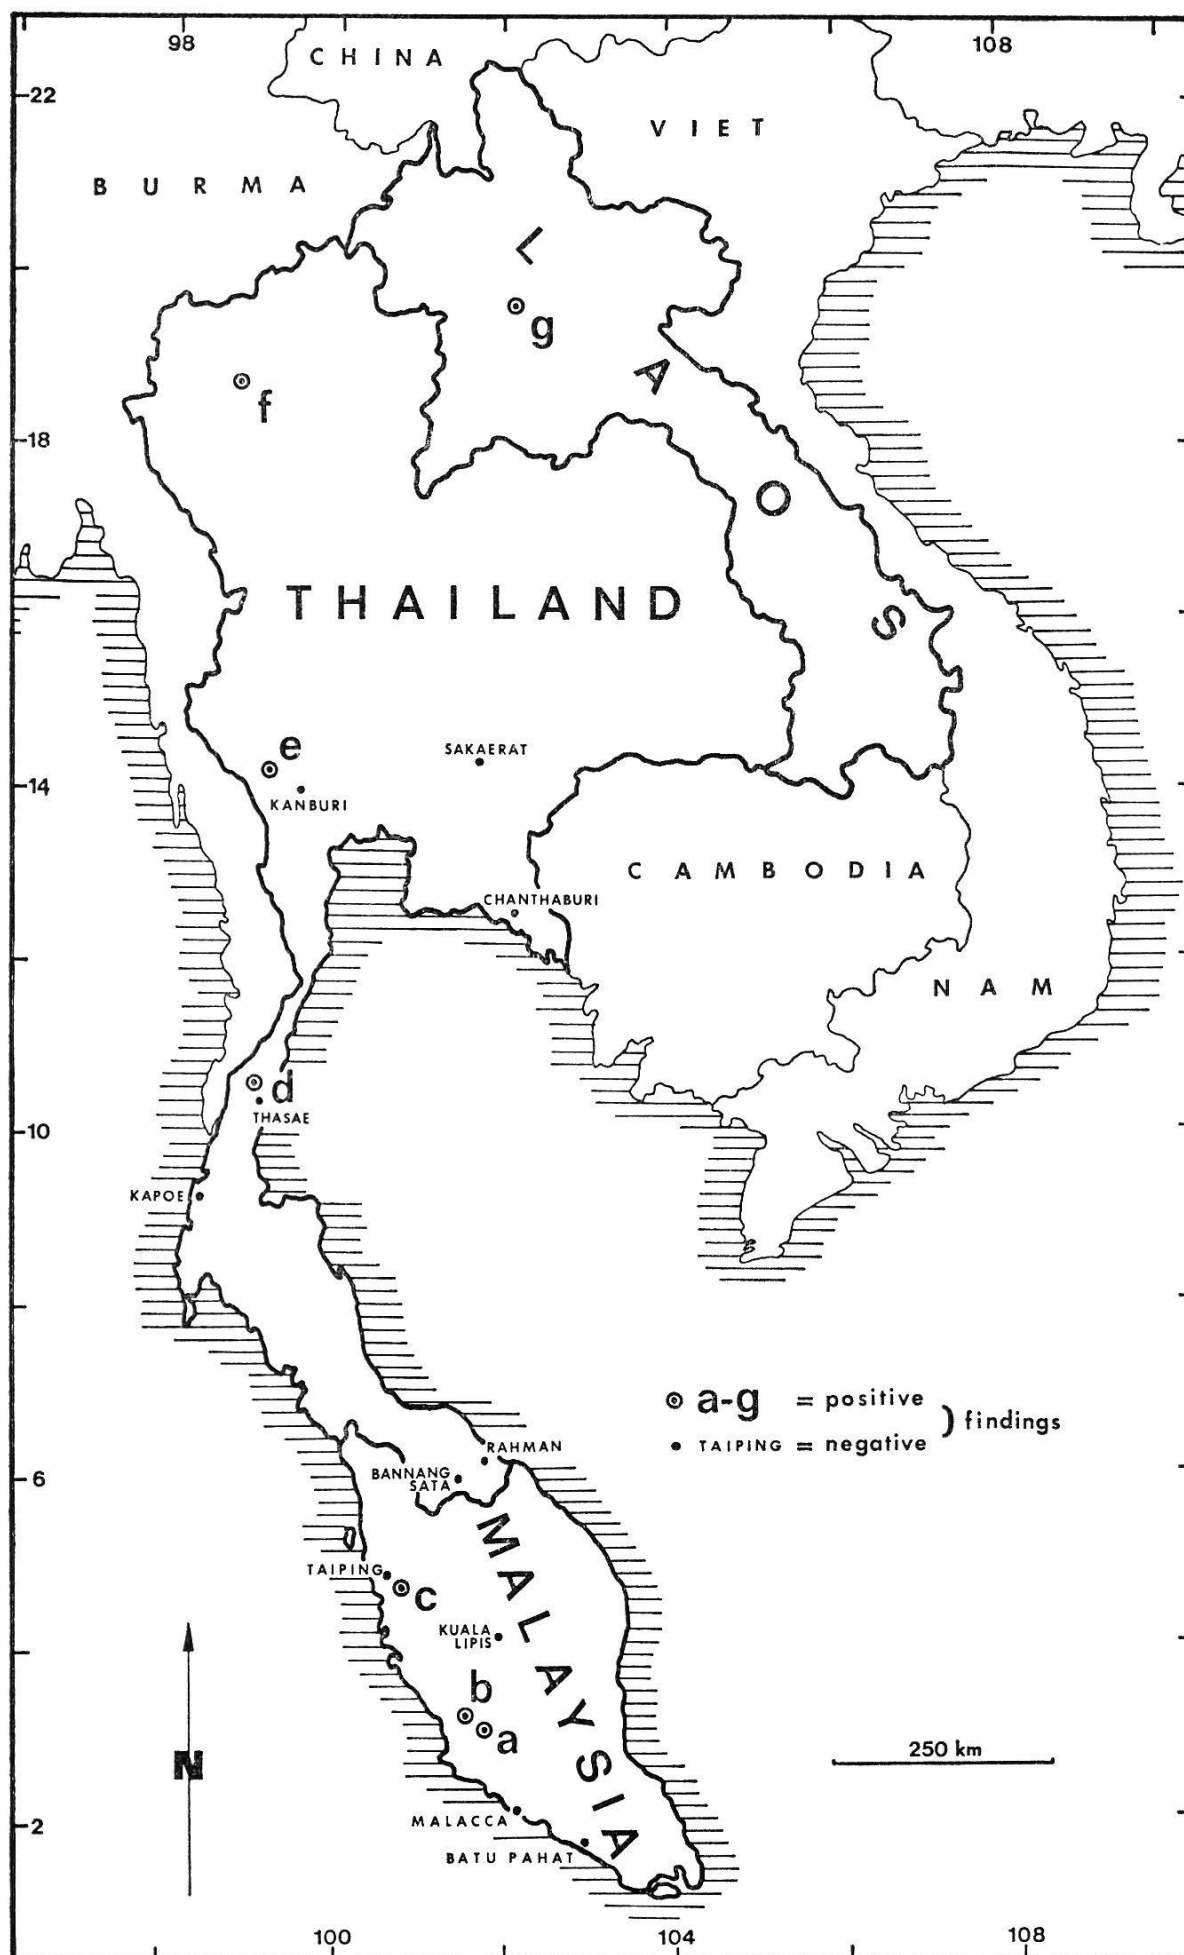 98
108
CHINA
22
VIET
BURMA
L
g
A
f
18
O
THAILAND
S
e
SAKAERAT
14
KANBURI
CAMBODIA
CHANTHABURI
NAM
d
THASAE
10
KAPOE
a-g = positive
) findings
TAIPING = negative
RAHMAN
BANNANG
SATA
6
MALAYSIA
TAIPING
c
KUALA
LIPIS
b
a
N
250 km
MALACCA
2
BATU PAHAT
100
104
108